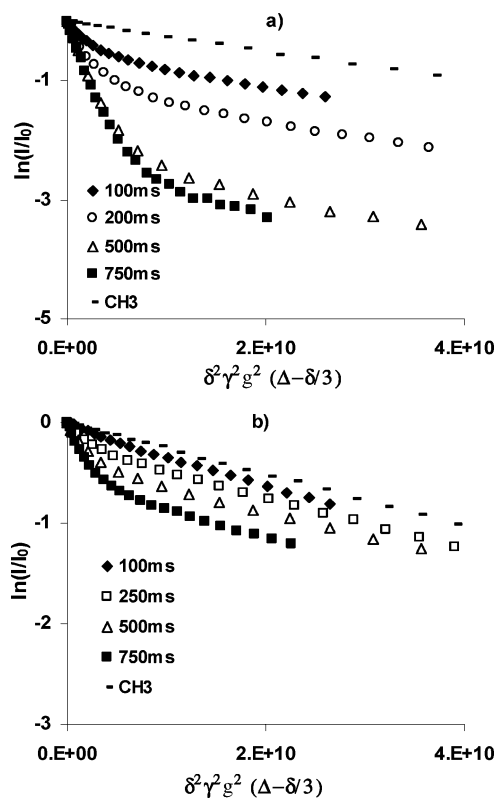 a)
-1
-3
-5
ln(I/I0)
100ms
200ms
500ms
750ms
CH3
0.E+00 2.E+10 4.E+10
δ²γ²g² (Δ−δ/3)
b)
0
-1
-2
-3
ln(I/I0)
100ms
250ms
500ms
750ms
CH3
0.E+00 2.E+10 4.E+10
δ²γ²g² (Δ−δ/3)